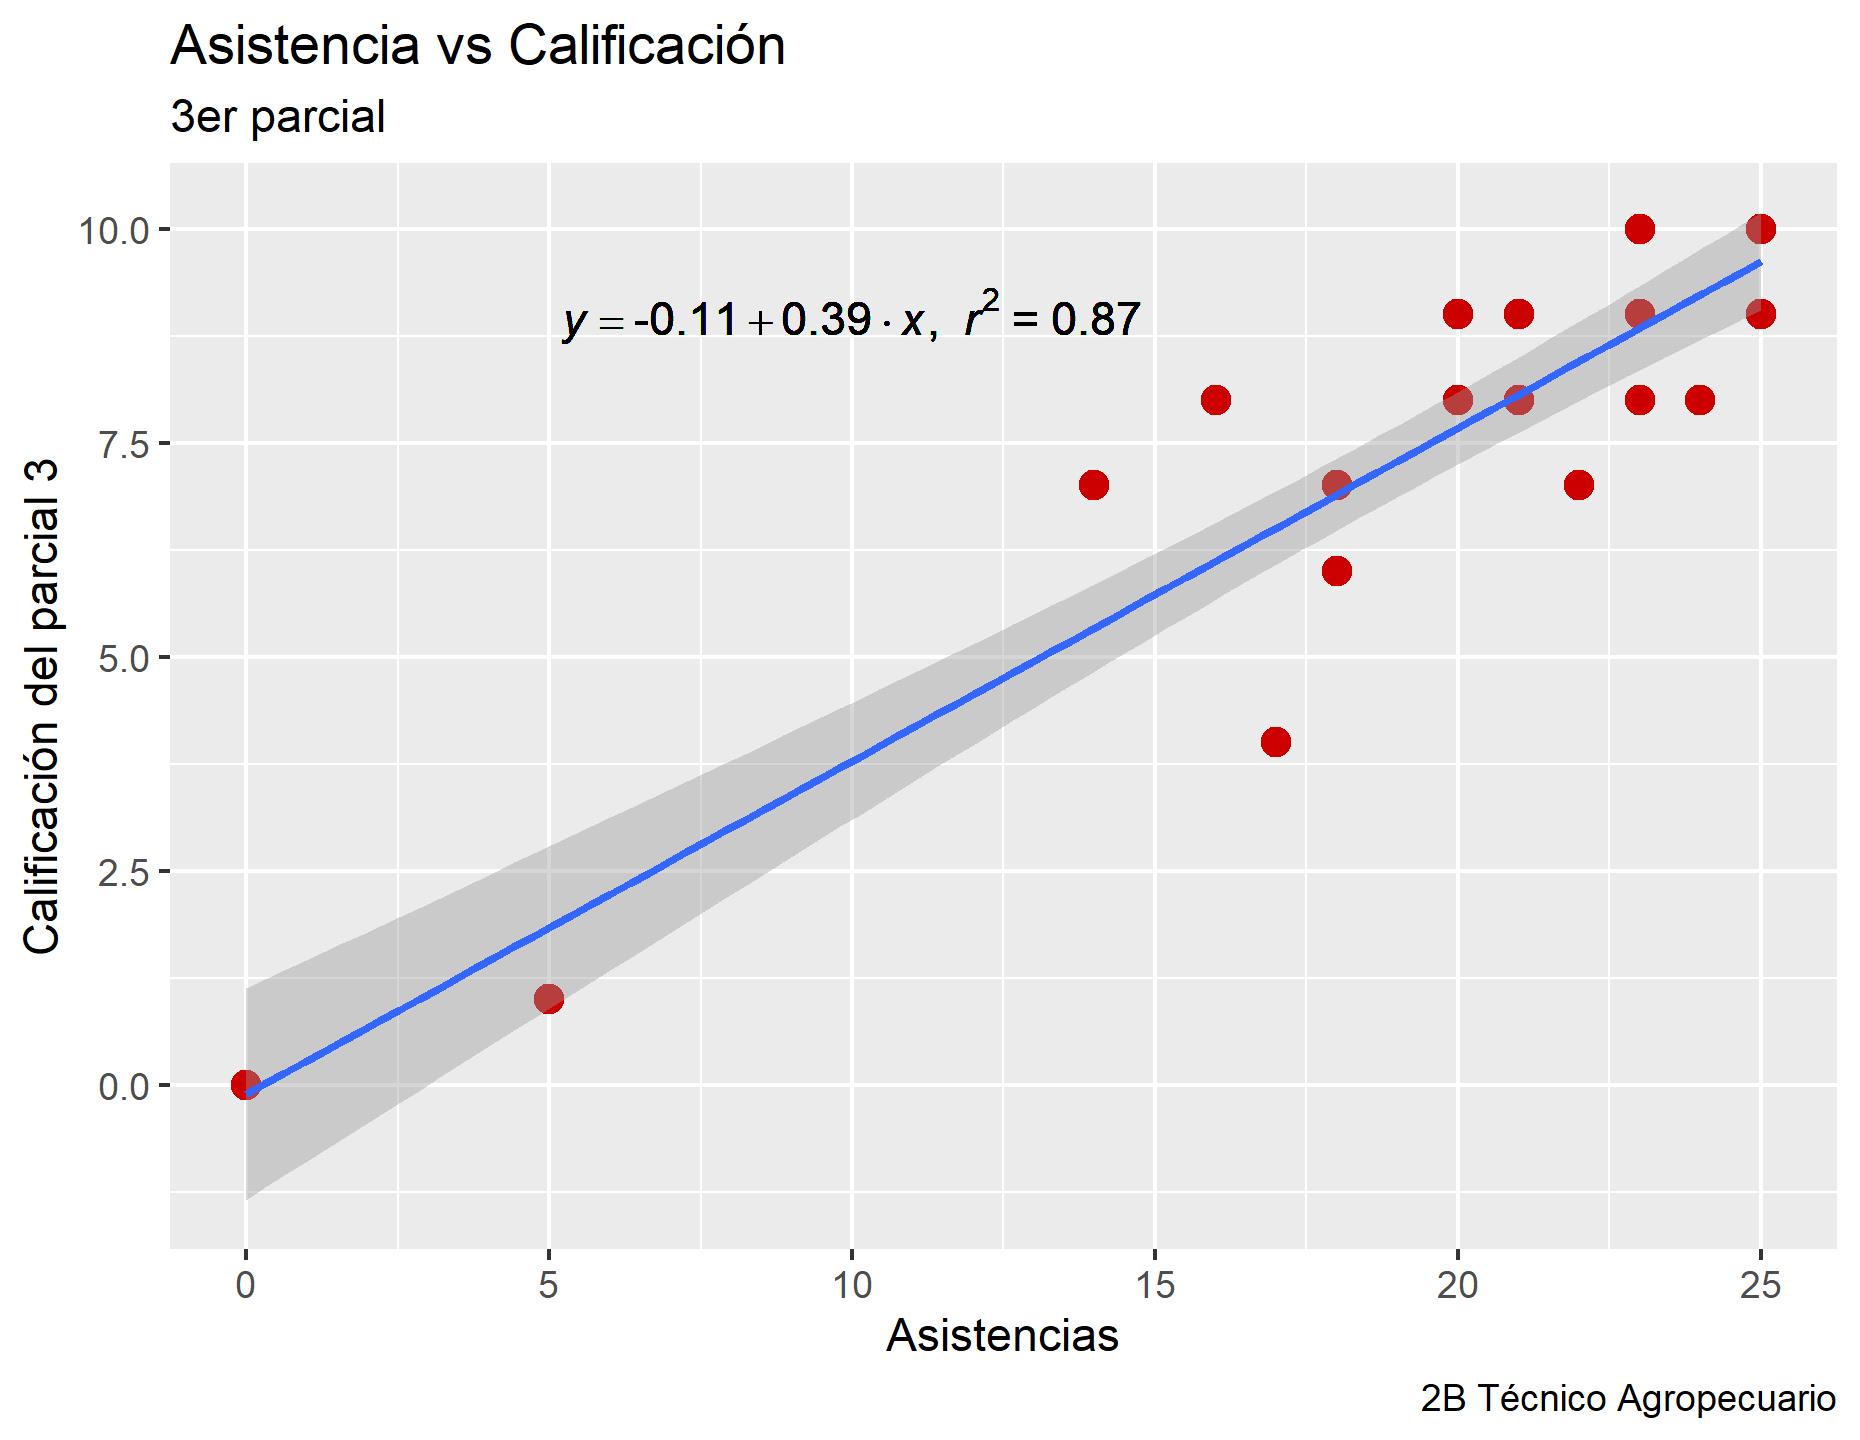 Asistencia vs Calificación
3er parcial
y = -0.11 + 0.39 · x, r² = 0.87
Calificación del parcial 3
10.0
7.5
5.0
2.5
0.0
0 5 10 15 20 25
Asistencias
2B Técnico Agropecuario